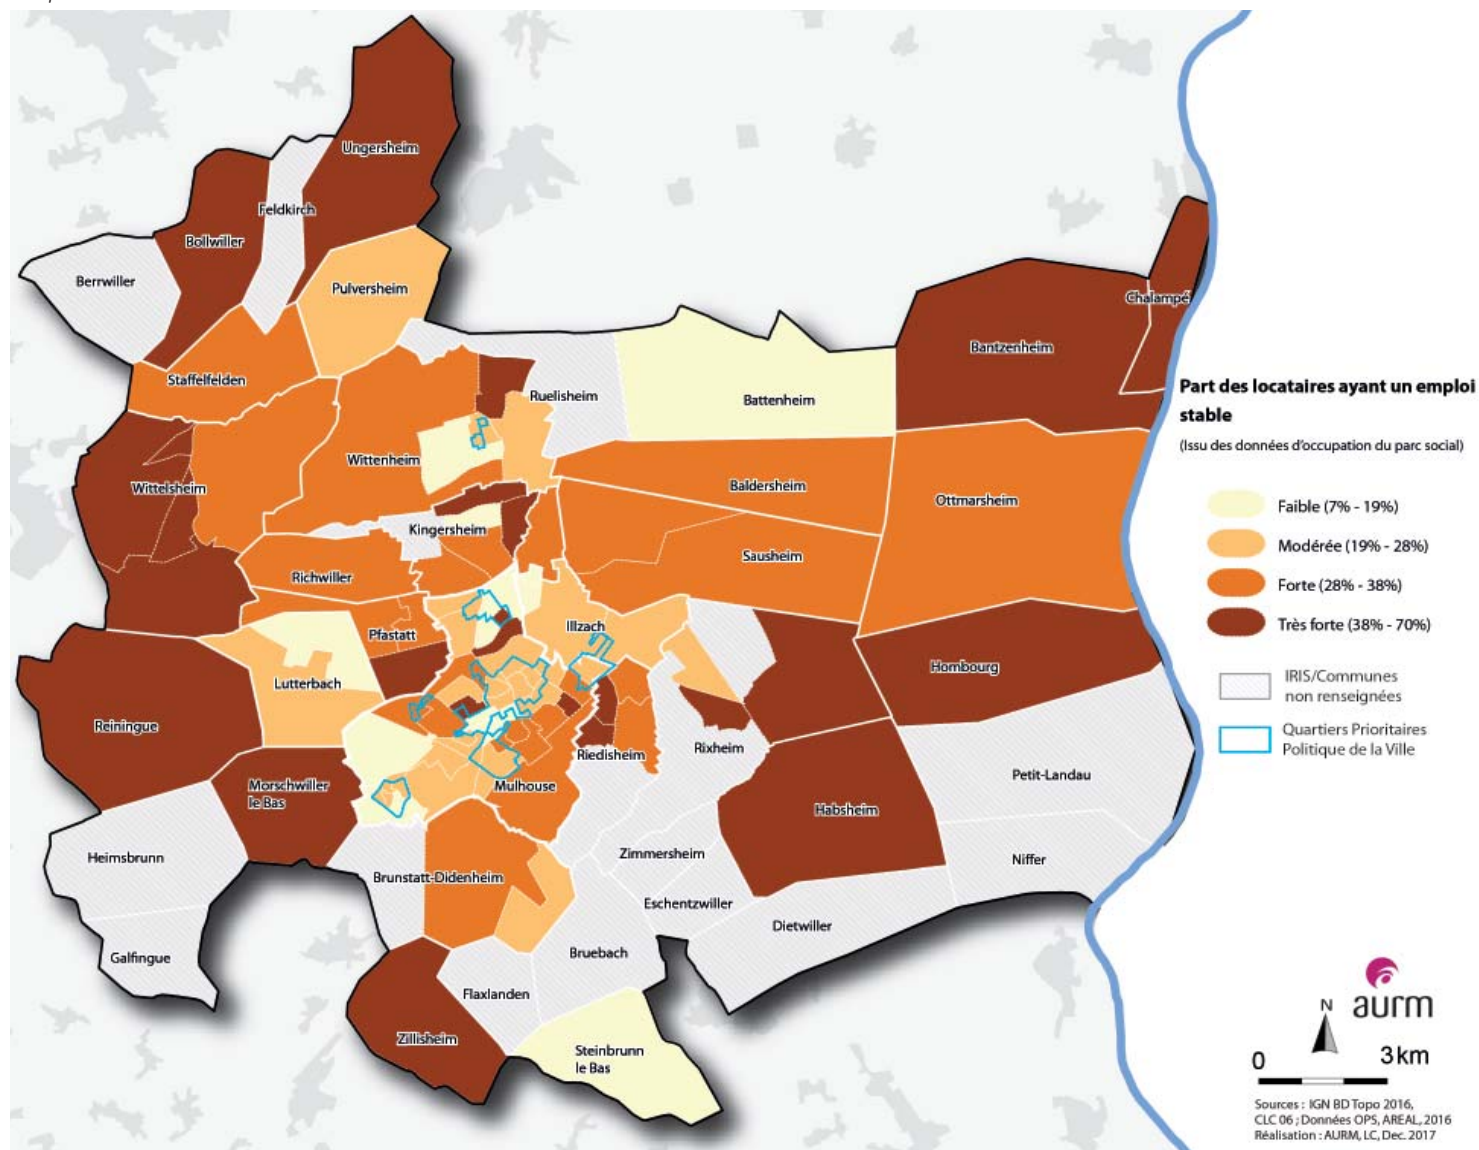 Ungersheim
Feldkirch
Bollwiller
Berrwiller
Pulversheim
Chalampé
Bantzenheim
Staffelfelden
Ruelisheim
Battenheim
Wittenheim
Wittelsheim
Baldersheim
Ottmarsheim
Kingersheim
Sausheim
Richwiller
Illzach
Pfastatt
Hombourg
Lutterbach
Reiningue
Rixheim
Riedisheim
Petit-Landau
Morschwiller
le Bas
Mulhouse
Habsheim
Heimsbrunn
Zimmersheim
Niffer
Brunstatt-Didenheim
Eschentzwiller
Dietwiller
Galfingue
Bruebach
Flaxlanden
Zillisheim
Steinbrunn
le Bas
Part des locataires ayant un emploi
stable
(Issu des données d'occupation du parc social)
Faible (7% - 19%)
Modérée (19% - 28%)
Forte (28% - 38%)
Très forte (38% - 70%)
IRIS/Communes
non renseignées
Quartiers Prioritaires
Politique de la Ville
aurm
N
0
3 km
Sources : IGN BD Topo 2016,
CLC 06 ; Données OPS, AREAL, 2016
Réalisation : AURM, LC, Dec. 2017